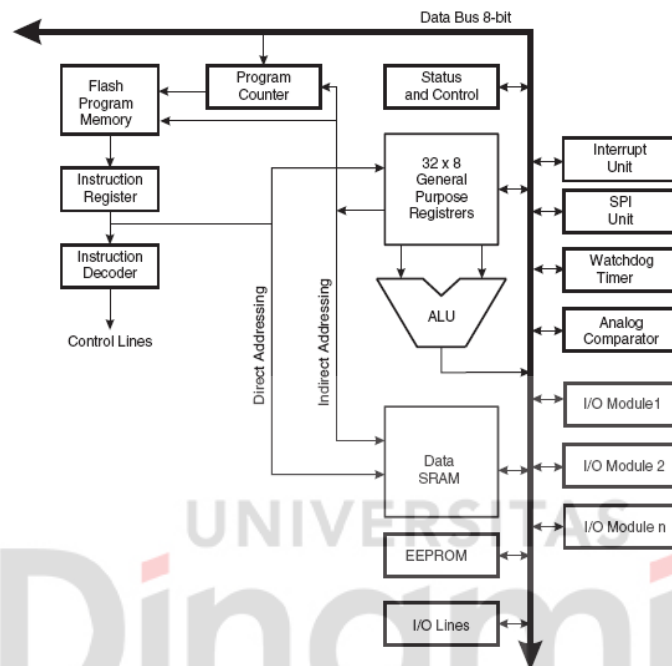 Data Bus 8-bit
Flash
Program
Memory
Program
Counter
Status
and Control
Instruction
Register
32 x 8
General
Purpose
Registrers
Interrupt
Unit
SPI
Unit
Instruction
Decoder
Watchdog
Timer
Control Lines
Direct Addressing
Indirect Addressing
ALU
Analog
Comparator
I/O Module1
Data
SRAM
I/O Module 2
I/O Module n
EEPROM
I/O Lines
UNIVERSITAS
Dinami